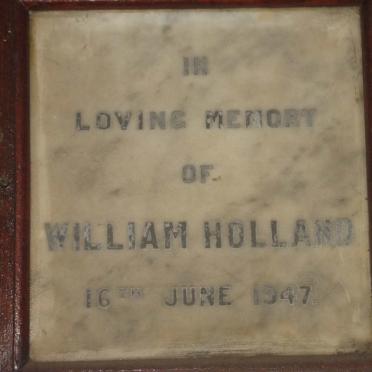 IN
LOVING MEMORY
OF
WILLIAM HOLLAND
16TH JUNE 1947.